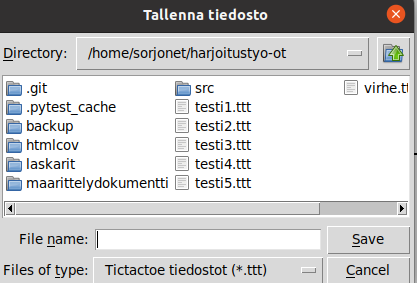 Tallenna tiedosto
Directory: /home/sorjonet/harjoitustyo-ot
.git
.pytest_cache
backup
htmlcov
laskarit
maarittelydokumentti
src
testi1.ttt
testi2.ttt
testi3.ttt
testi4.ttt
testi5.ttt
virhe.tt
File name:
Save
Files of type: Tictactoe tiedostot (*.ttt)
Cancel